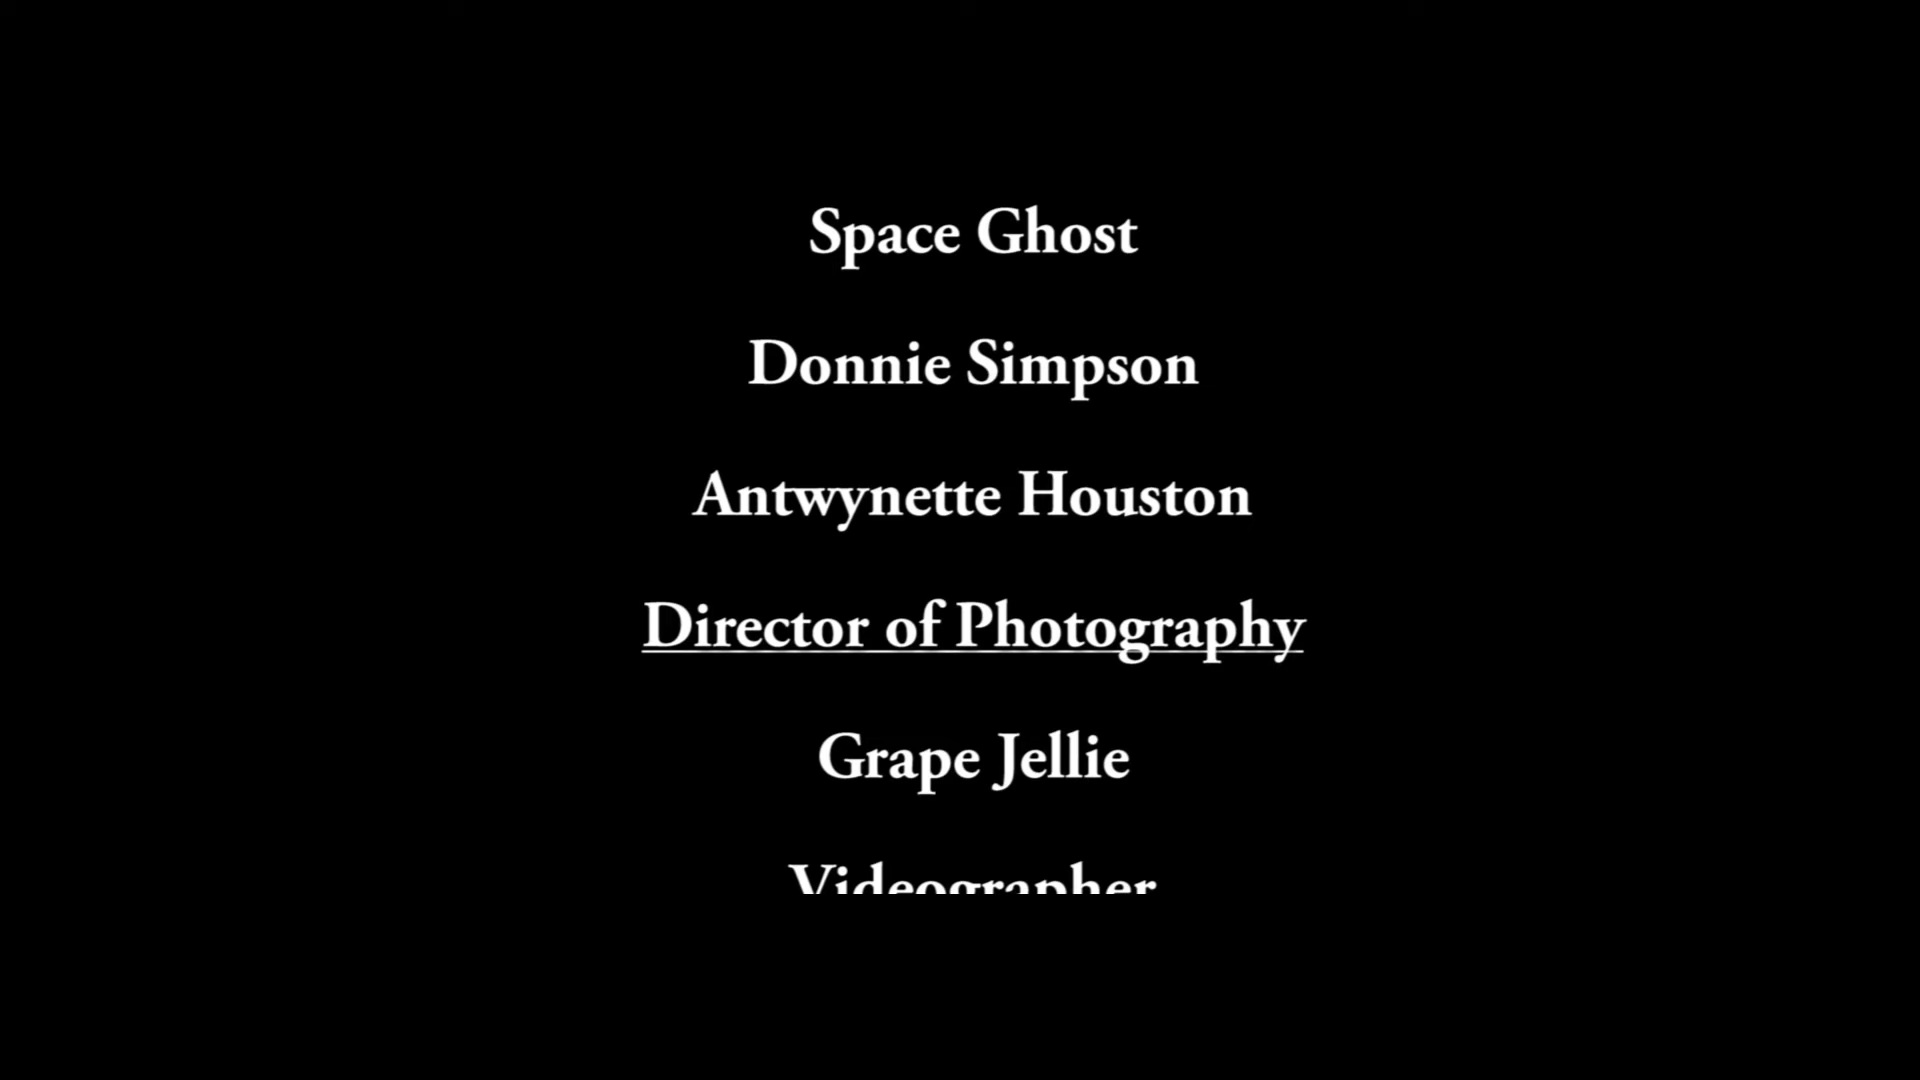 Space Ghost
Donnie Simpson
Antwynette Houston
Director of Photography
Grape Jellie
Videographer